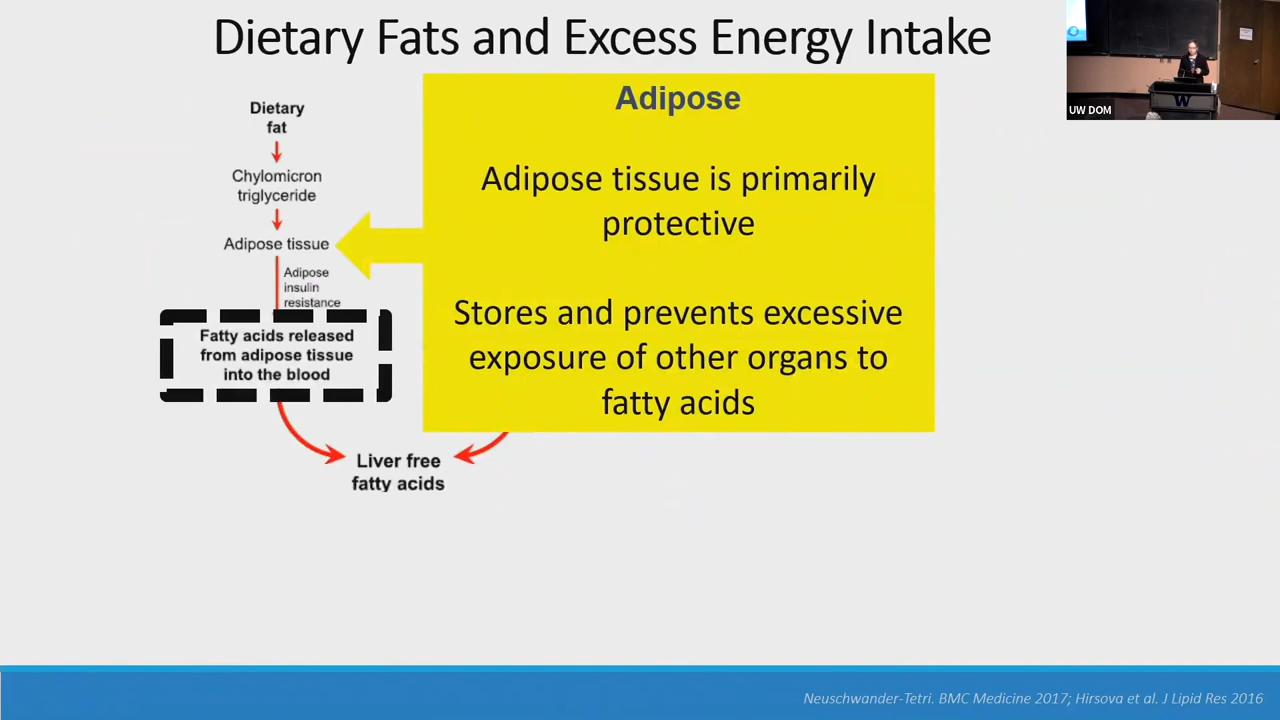 Dietary Fats and Excess Energy Intake
Dietary
fat
Chylomicron
triglyceride
Adipose tissue
Adipose
insulin
resistance
Fatty acids released
from adipose tissue
into the blood
Liver free
fatty acids
Adipose
Adipose tissue is primarily
protective
Stores and prevents excessive
exposure of other organs to
fatty acids
W
UW DOM
Neuschwander-Tetri. BMC Medicine 2017; Hirsova et al. J Lipid Res 2016